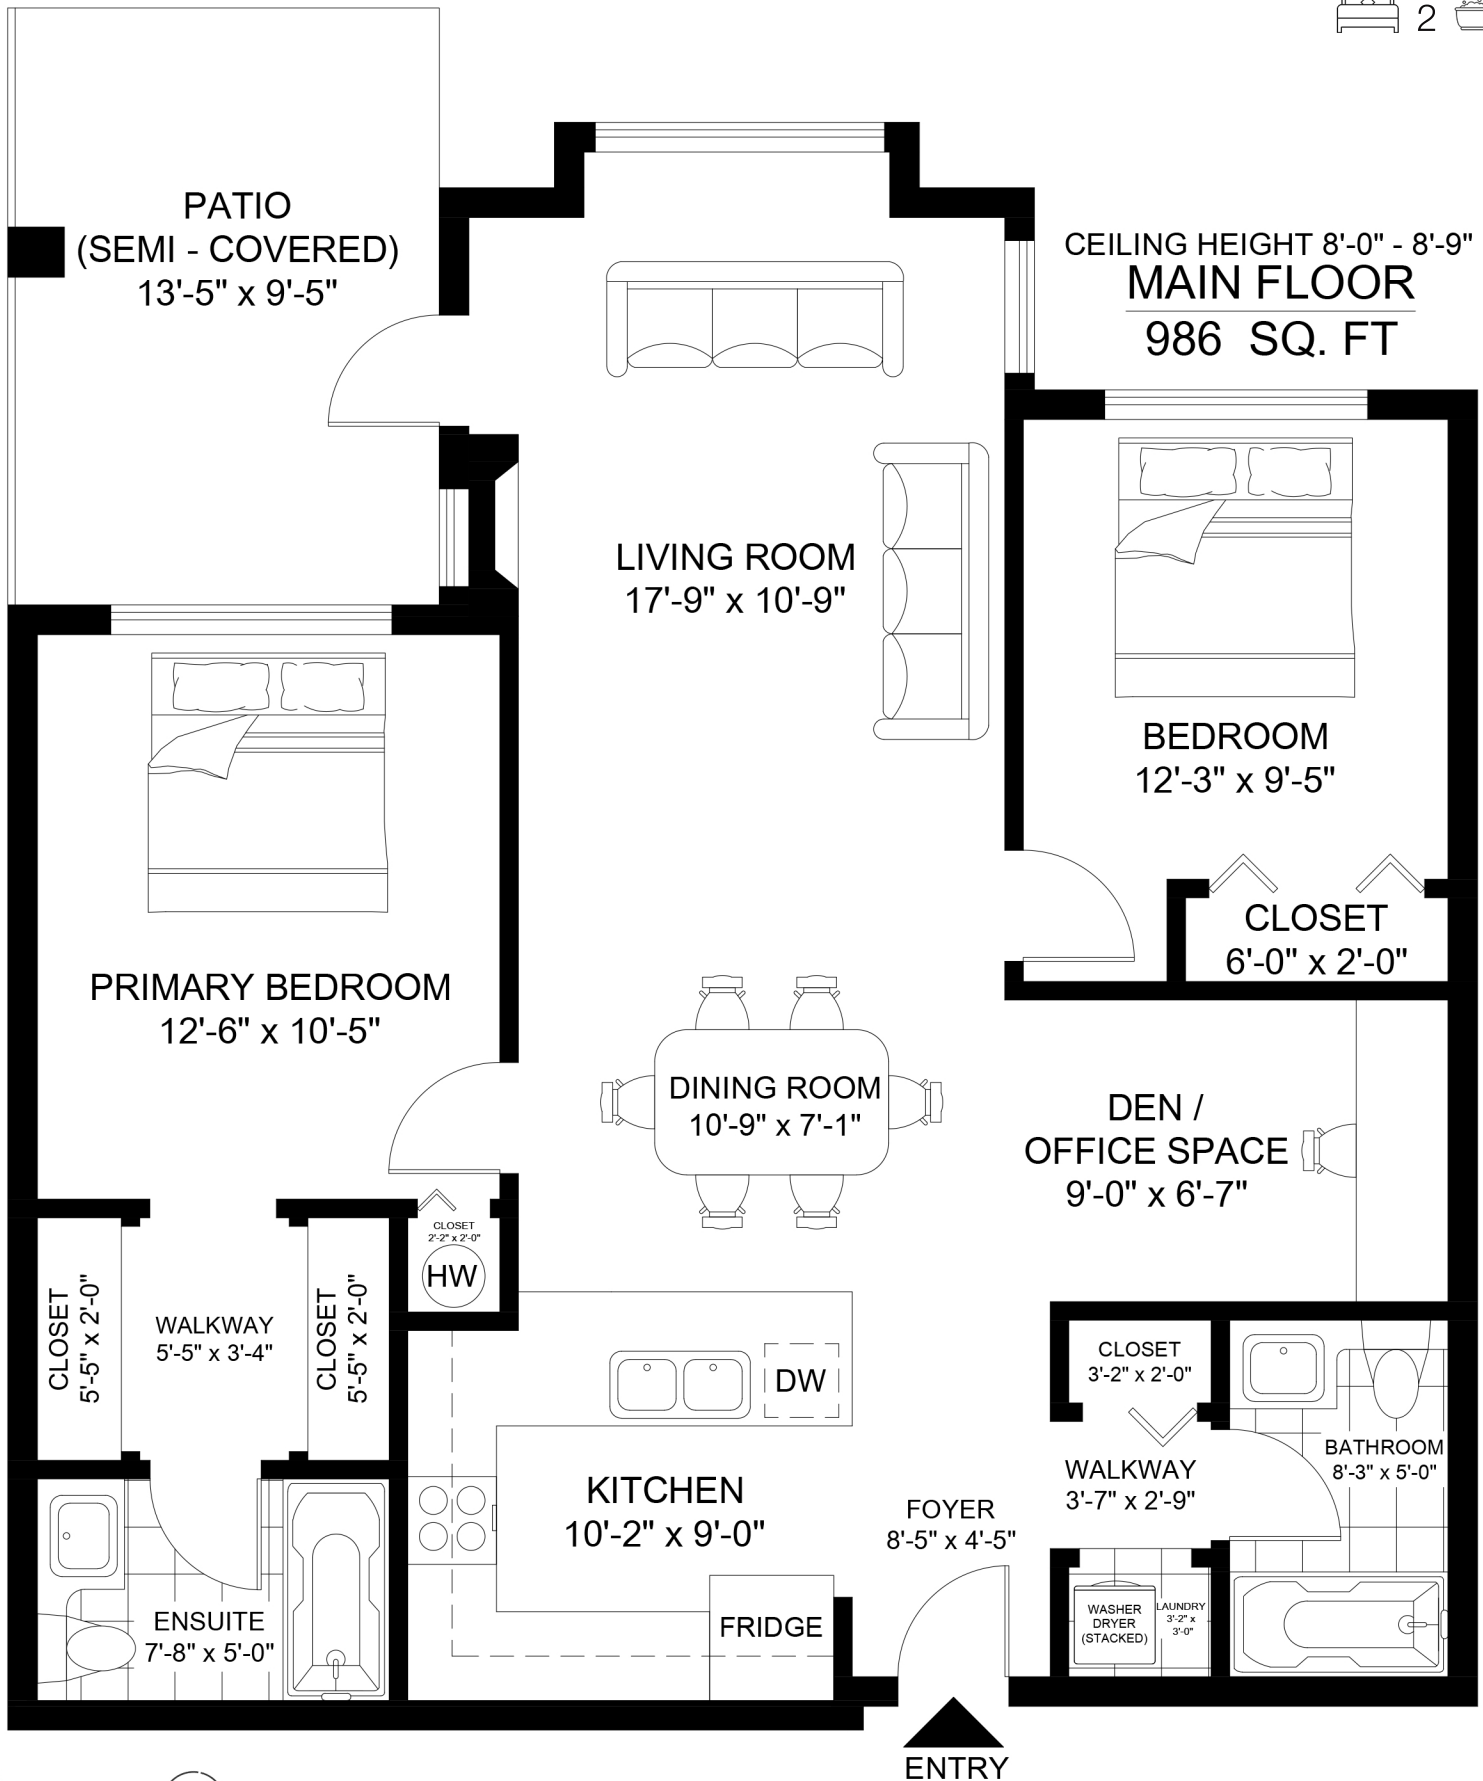 2
PATIO
(SEMI - COVERED)
13'-5" x 9'-5"
CEILING HEIGHT 8'-0" - 8'-9"
MAIN FLOOR
986 SQ. FT
LIVING ROOM
17'-9" x 10'-9"
BEDROOM
12'-3" x 9'-5"
CLOSET
6'-0" x 2'-0"
PRIMARY BEDROOM
12'-6" x 10'-5"
DINING ROOM
10'-9" x 7'-1"
DEN /
OFFICE SPACE
9'-0" x 6'-7"
CLOSET
2'-2" x 2'-0"
HW
CLOSET
5'-5" x 2'-0"
WALKWAY
5'-5" x 3'-4"
CLOSET
5'-5" x 2'-0"
DW
CLOSET
3'-2" x 2'-0"
BATHROOM
8'-3" x 5'-0"
WALKWAY
3'-7" x 2'-9"
KITCHEN
10'-2" x 9'-0"
FOYER
8'-5" x 4'-5"
ENSUITE
7'-8" x 5'-0"
FRIDGE
WASHER
DRYER
(STACKED)
LAUNDRY
3'-2" x
3'-0"
ENTRY